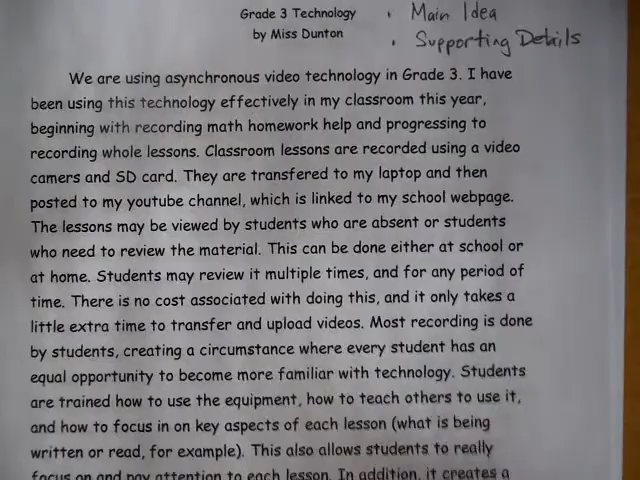 Grade 3 Technology
by Miss Dunton
• Main Idea
• Supporting Details
We are using asynchronous video technology in Grade 3. I have
been using this technology effectively in my classroom this year,
beginning with recording math homework help and progressing to
recording whole lessons. Classroom lessons are recorded using a video
camers and SD card. They are transfered to my laptop and then
posted to my youtube channel, which is linked to my school webpage.
The lessons may be viewed by students who are absent or students
who need to review the material. This can be done either at school or
at home. Students may review it multiple times, and for any period of
time. There is no cost associated with doing this, and it only takes a
little extra time to transfer and upload videos. Most recording is done
by students, creating a circumstance where every student has an
equal opportunity to become more familiar with technology. Students
are trained how to use the equipment, how to teach others to use it,
and how to focus in on key aspects of each lesson (what is being
written or read, for example). This also allows students to really
focus on and pay attention to each lesson. In addition, it creates a